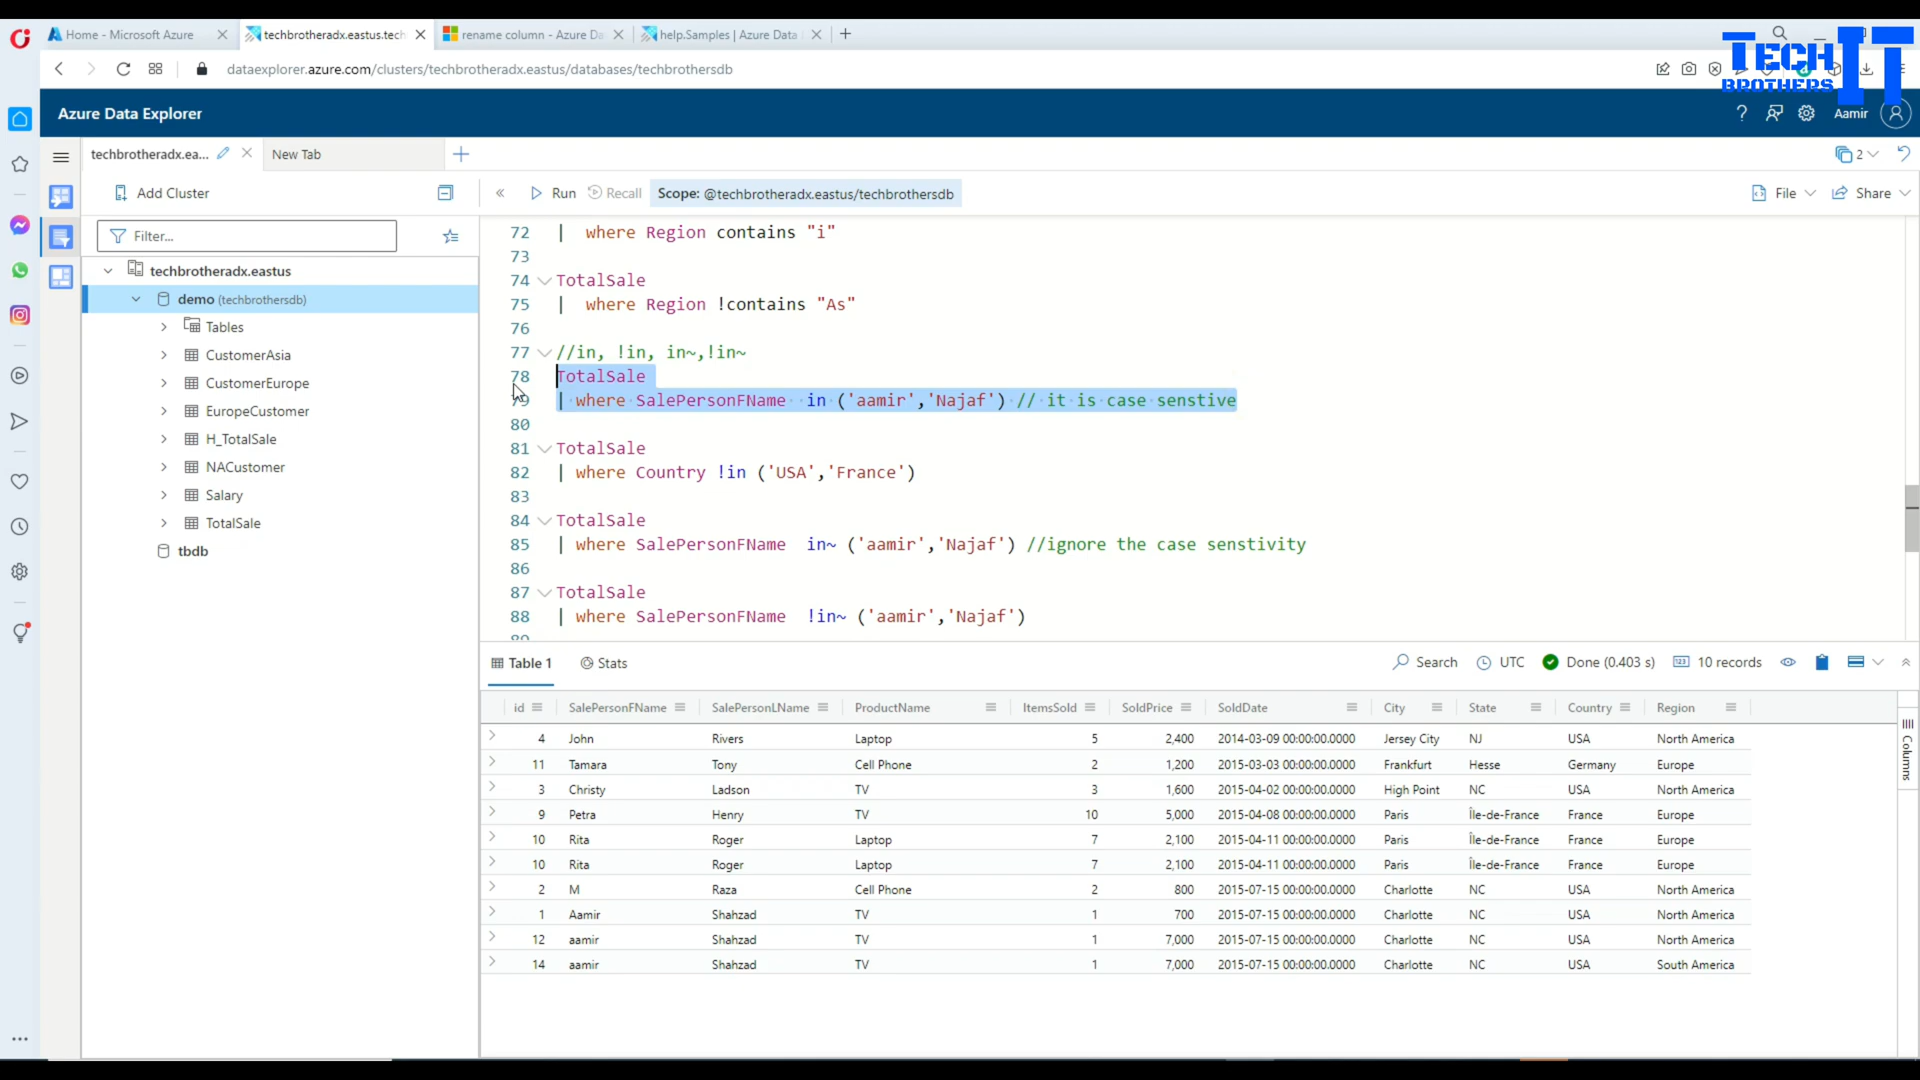 Home - Microsoft Azure
techbrotheradx.eastus.tech
rename column - Azure Da
help.Samples | Azure Data
dataexplorer.azure.com/clusters/techbrotheradx.eastus/databases/techbrothersdb
TECH IT
BROTHERS
Azure Data Explorer
Aamir
techbrotheradx.ea...
New Tab
2
Add Cluster
Run
Recall
Scope: @techbrotheradx.eastus/techbrothersdb
File
Share
Filter...
techbrotheradx.eastus
demo (techbrothersdb)
Tables
CustomerAsia
CustomerEurope
EuropeCustomer
H_TotalSale
NACustomer
Salary
TotalSale
tbdb
72 | where Region contains "i"
73
74 TotalSale
75 | where Region !contains "As"
76
77 //in, !in, in~,!in~
78 TotalSale
79 | where SalePersonFName in ('aamir','Najaf') // it is case senstive
80
81 TotalSale
82 | where Country !in ('USA','France')
83
84 TotalSale
85 | where SalePersonFName in~ ('aamir','Najaf') //ignore the case senstivity
86
87 TotalSale
88 | where SalePersonFName !in~ ('aamir','Najaf')
89
Table 1
Stats
Search
UTC
Done (0.403 s)
10 records
id SalePersonFName SalePersonLName ProductName ItemsSold SoldPrice SoldDate City State Country Region
4 John Rivers Laptop 5 2,400 2014-03-09 00:00:00.0000 Jersey City NJ USA North America
11 Tamara Tony Cell Phone 2 1,200 2015-03-03 00:00:00.0000 Frankfurt Hesse Germany Europe
3 Christy Ladson TV 3 1,600 2015-04-02 00:00:00.0000 High Point NC USA North America
9 Petra Henry TV 10 5,000 2015-04-08 00:00:00.0000 Paris Île-de-France France Europe
10 Rita Roger Laptop 7 2,100 2015-04-11 00:00:00.0000 Paris Île-de-France France Europe
10 Rita Roger Laptop 7 2,100 2015-04-11 00:00:00.0000 Paris Île-de-France France Europe
2 M Raza Cell Phone 2 800 2015-07-15 00:00:00.0000 Charlotte NC USA North America
1 Aamir Shahzad TV 1 700 2015-07-15 00:00:00.0000 Charlotte NC USA North America
12 aamir Shahzad TV 1 7,000 2015-07-15 00:00:00.0000 Charlotte NC USA North America
14 aamir Shahzad TV 1 7,000 2015-07-15 00:00:00.0000 Charlotte NC USA South America
Columns